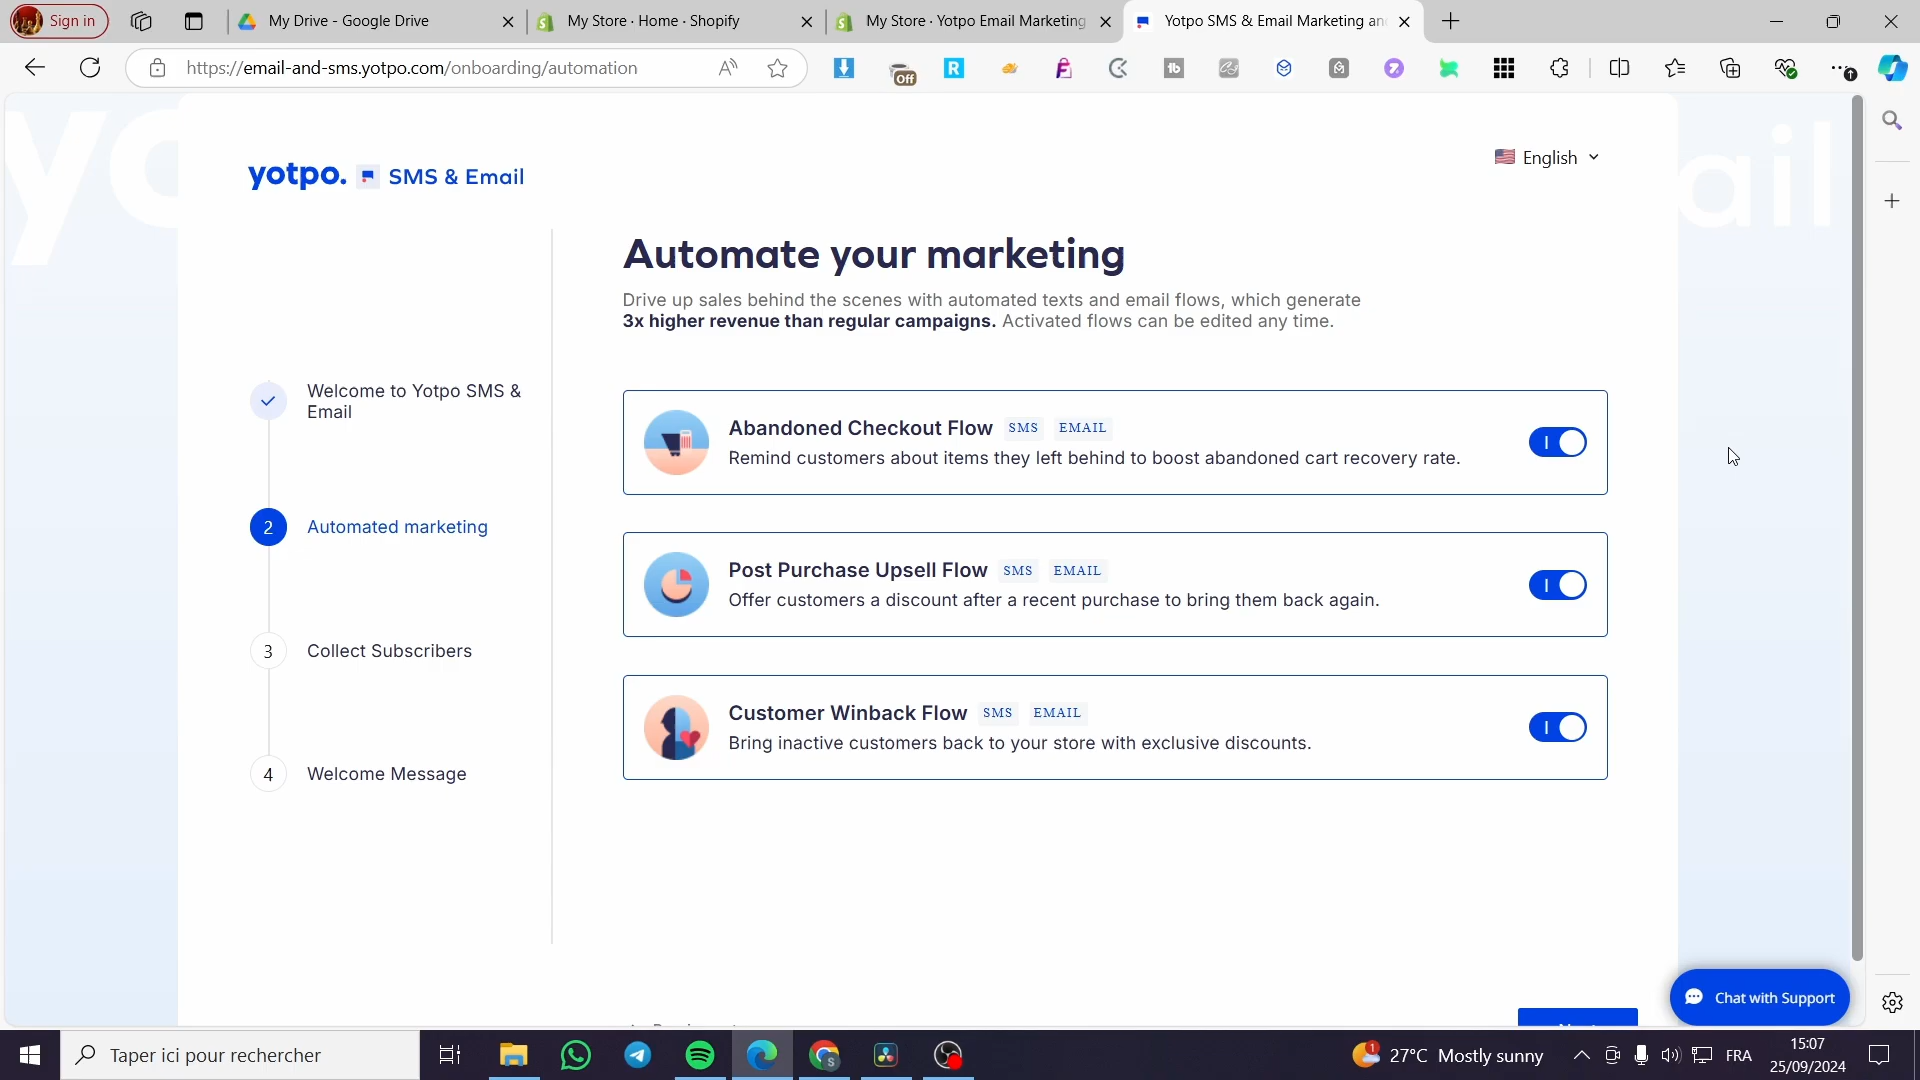 Sign in
My Drive - Google Drive
My Store · Home · Shopify
My Store · Yotpo Email Marketing
Yotpo SMS & Email Marketing an
https://email-and-sms.yotpo.com/onboarding/automation
Off
yotpo. SMS & Email
English
Automate your marketing
Drive up sales behind the scenes with automated texts and email flows, which generate
3x higher revenue than regular campaigns. Activated flows can be edited any time.
Welcome to Yotpo SMS &
Email
2 Automated marketing
3 Collect Subscribers
4 Welcome Message
Abandoned Checkout Flow SMS EMAIL
Remind customers about items they left behind to boost abandoned cart recovery rate.
Post Purchase Upsell Flow SMS EMAIL
Offer customers a discount after a recent purchase to bring them back again.
Customer Winback Flow SMS EMAIL
Bring inactive customers back to your store with exclusive discounts.
Chat with Support
Taper ici pour rechercher
27°C Mostly sunny
FRA
15:07
25/09/2024